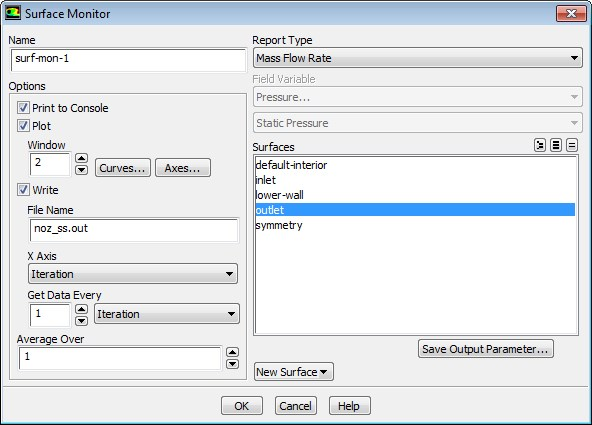 Surface Monitor
Name
surf-mon-1
Options
Print to Console
Plot
Window
2
Curves...
Axes...
Write
File Name
noz_ss.out
X Axis
Iteration
Get Data Every
1
Iteration
Average Over
1
Report Type
Mass Flow Rate
Field Variable
Pressure...
Static Pressure
Surfaces
default-interior
inlet
lower-wall
outlet
symmetry
Save Output Parameter...
New Surface
OK
Cancel
Help